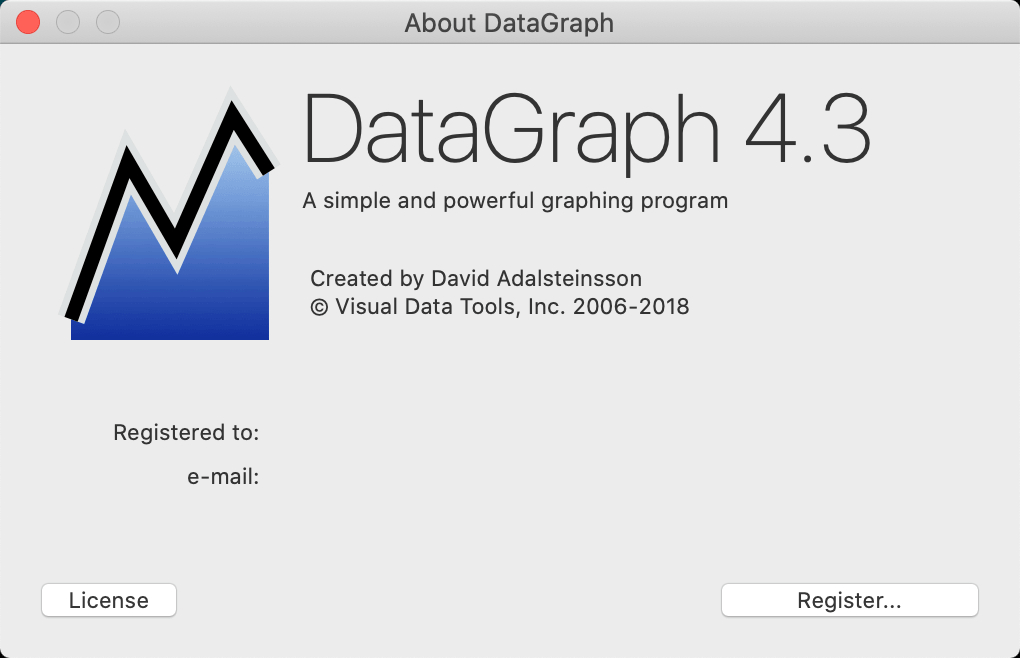 About DataGraph
DataGraph 4.3
A simple and powerful graphing program
Created by David Adalsteinsson
© Visual Data Tools, Inc. 2006-2018
Registered to:
e-mail:
License
Register...